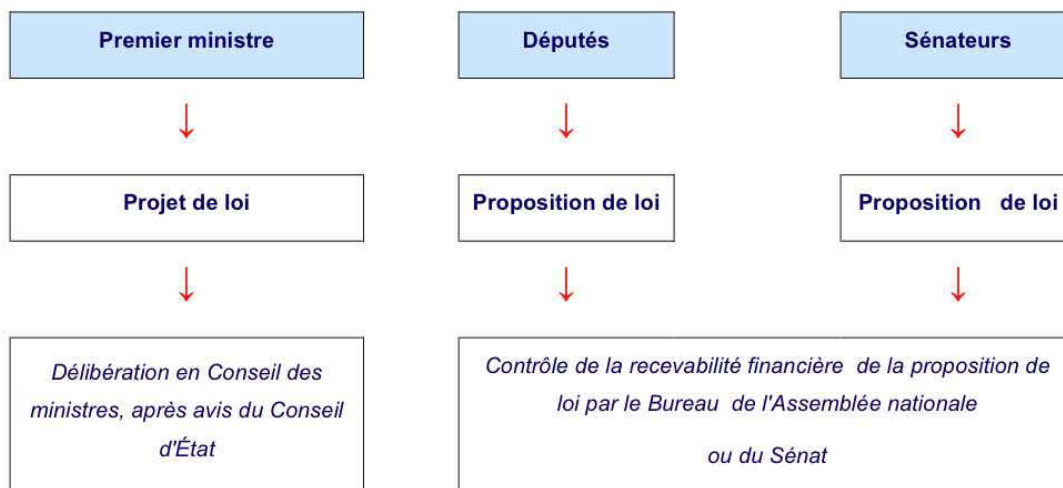 Premier ministre
Députés
Sénateurs
Projet de loi
Proposition de loi
Proposition de loi
Délibération en Conseil des
ministres, après avis du Conseil
d'État
Contrôle de la recevabilité financière de la proposition de
loi par le Bureau de l'Assemblée nationale
ou du Sénat